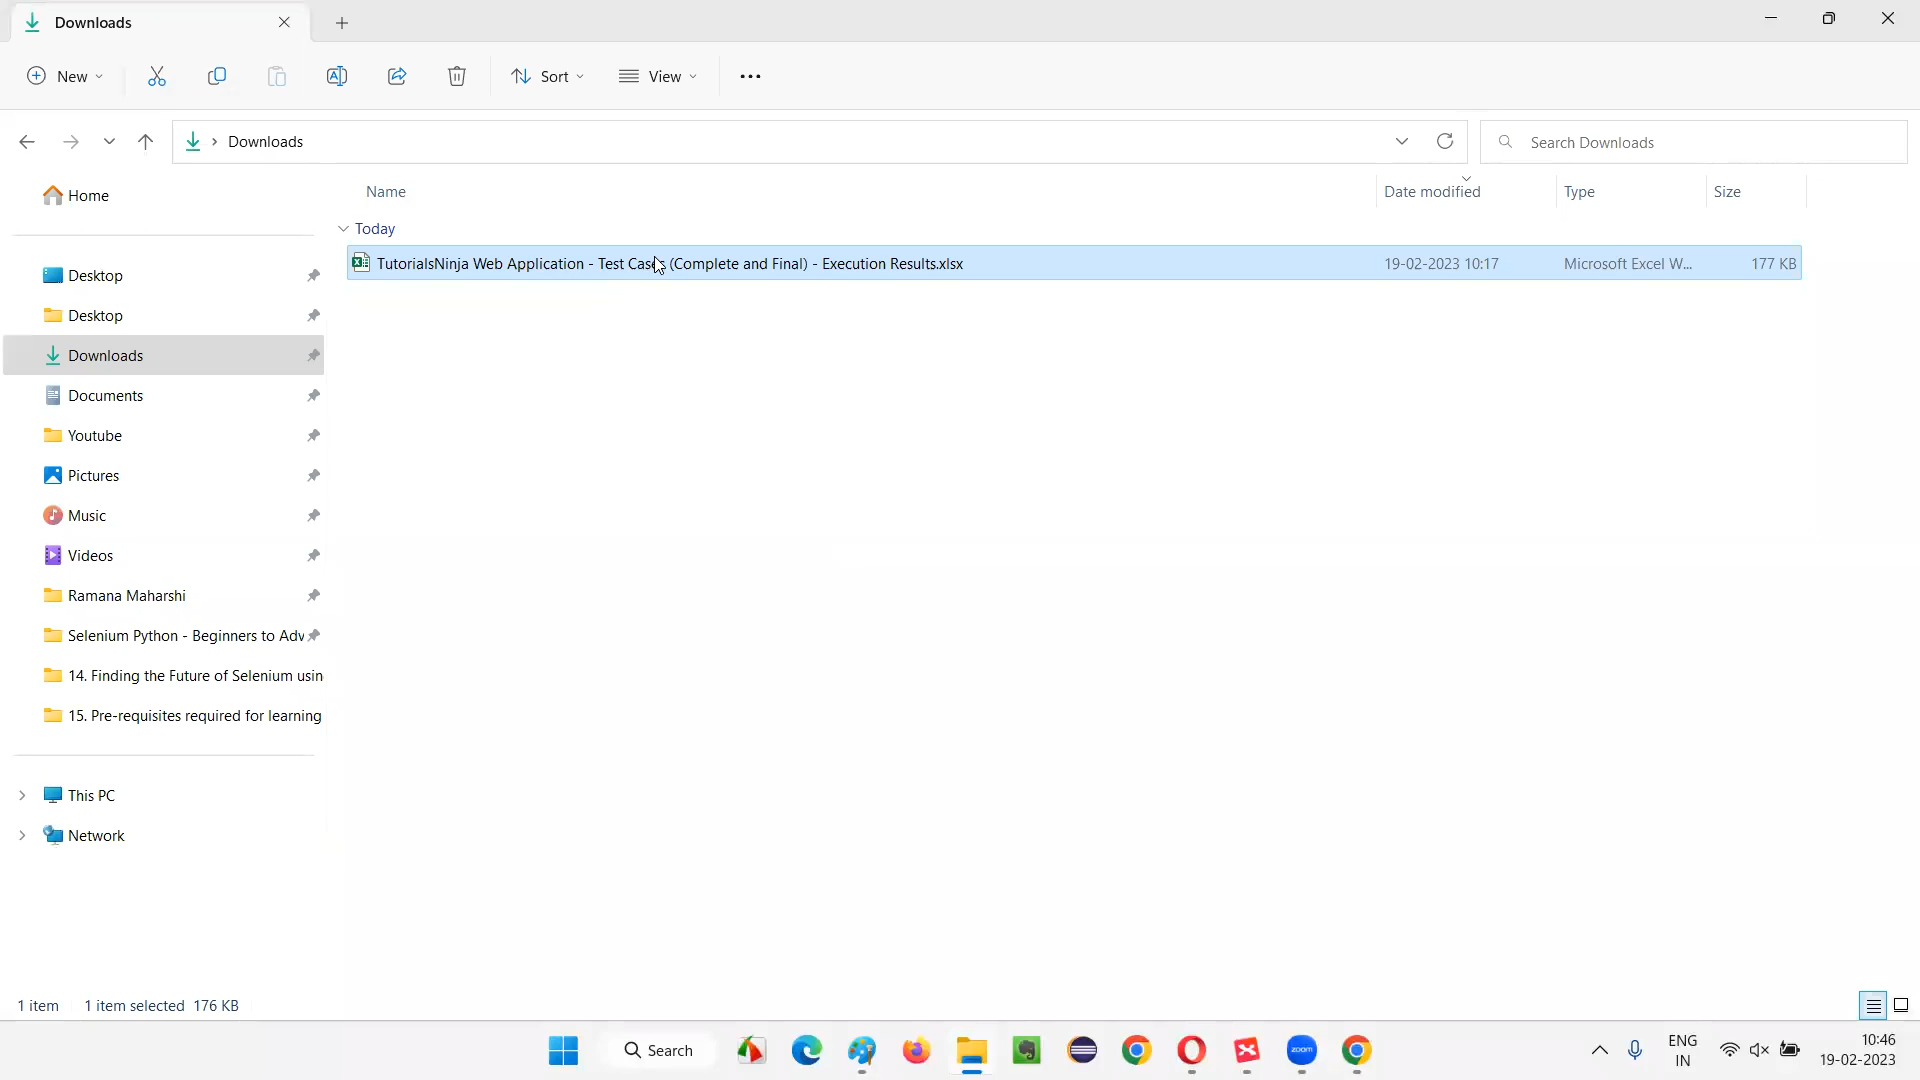 Downloads
New
Sort
View
Downloads
Search Downloads
Home
Name
Date modified
Type
Size
Today
TutorialsNinja Web Application - Test Cases (Complete and Final) - Execution Results.xlsx
19-02-2023 10:17
Microsoft Excel W...
177 KB
Desktop
Desktop
Downloads
Documents
Youtube
Pictures
Music
Videos
Ramana Maharshi
Selenium Python - Beginners to Adv
14. Finding the Future of Selenium usin
15. Pre-requisites required for learning
This PC
Network
1 item
1 item selected 176 KB
Search
zoom
ENG
IN
10:46
19-02-2023